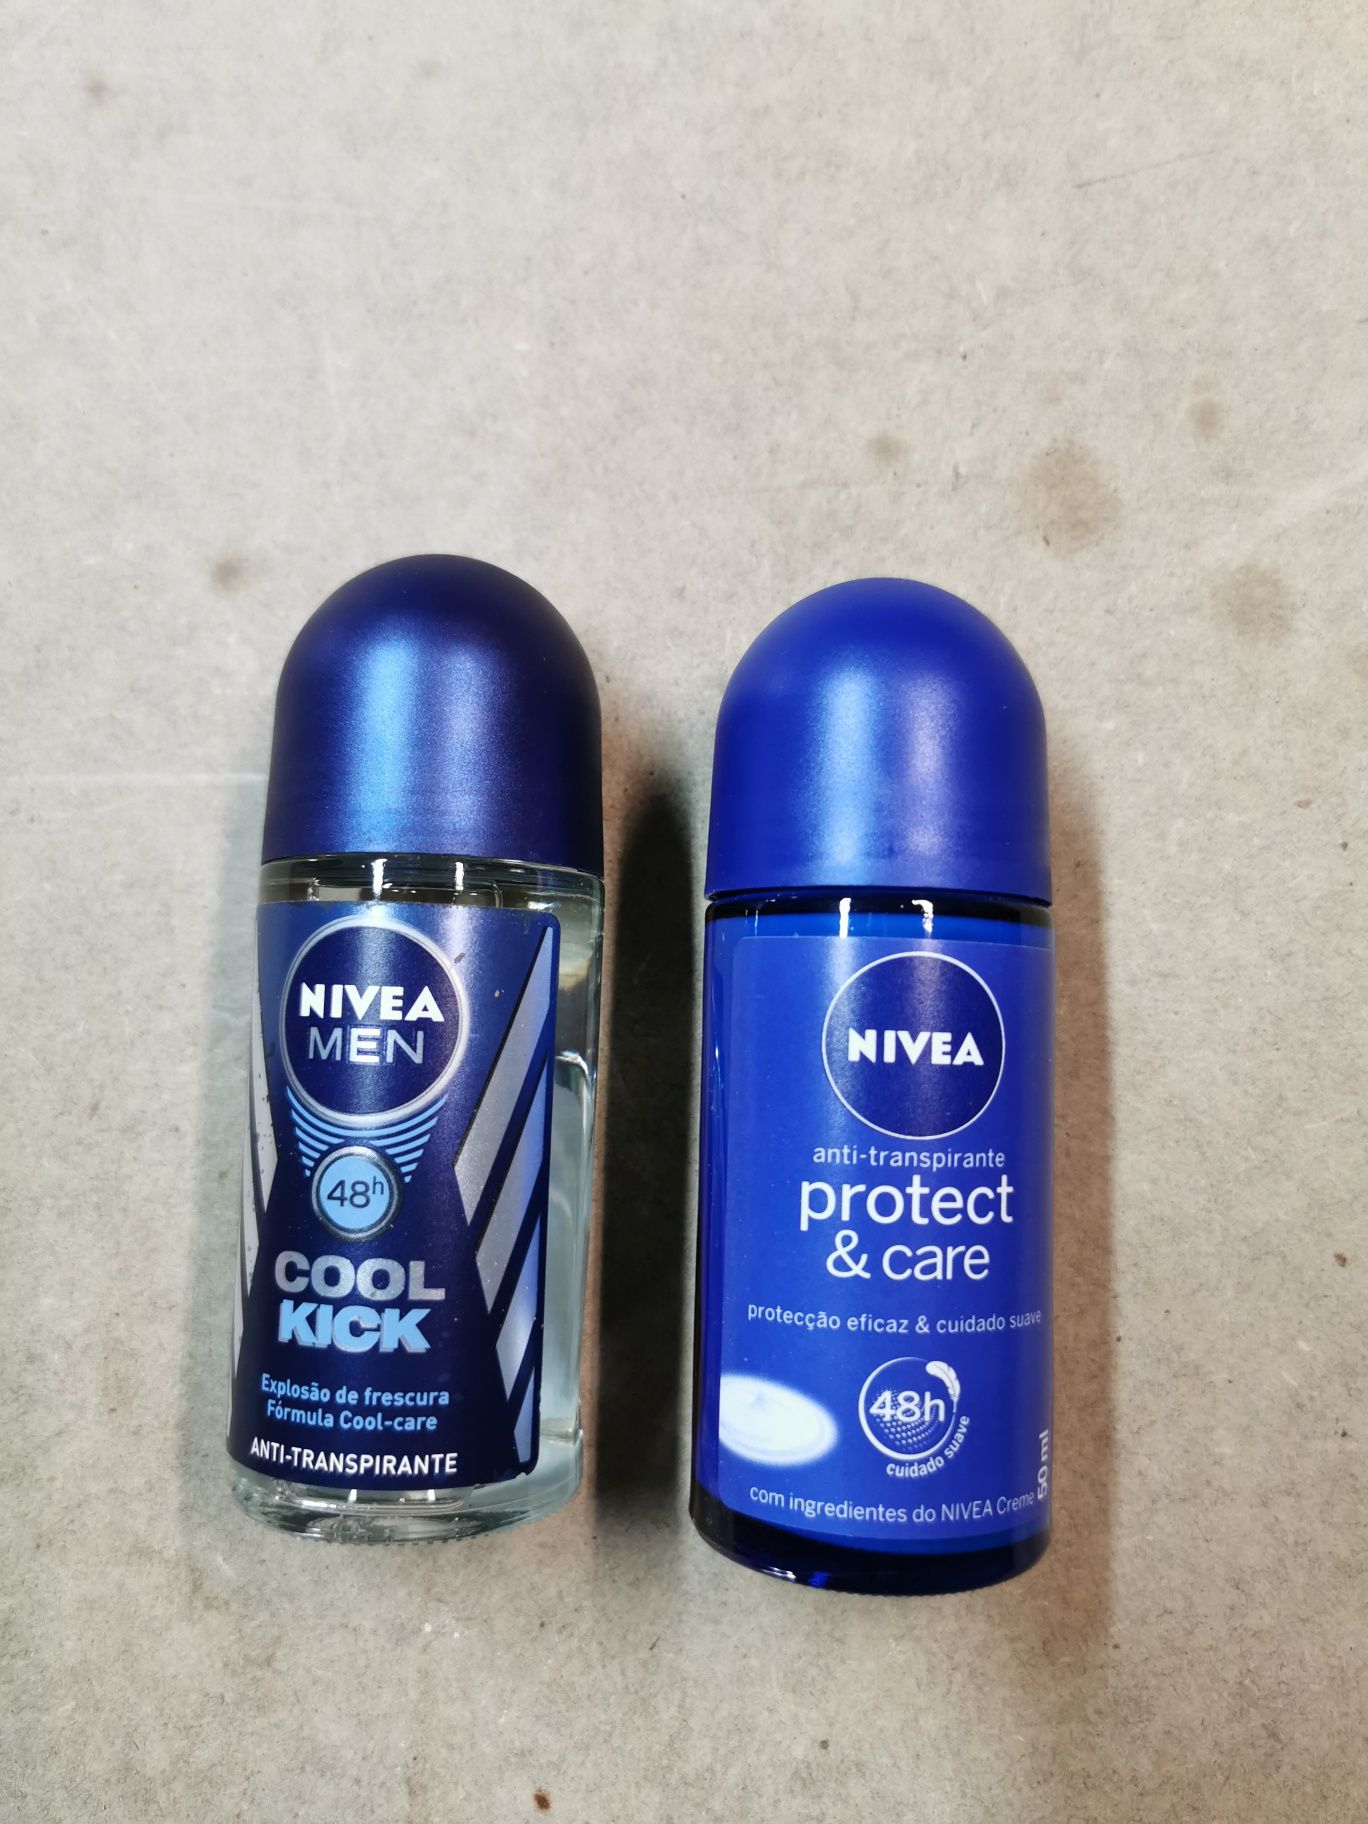 NIVEA
MEN
48h
COOL
KICK
Explosão de frescura
Fórmula Cool-care
ANTI-TRANSPIRANTE
NIVEA
anti-transpirante
protect
& care
protecção eficaz & cuidado suave
48h
cuidado suave
com ingredientes do NIVEA Creme
50 ml